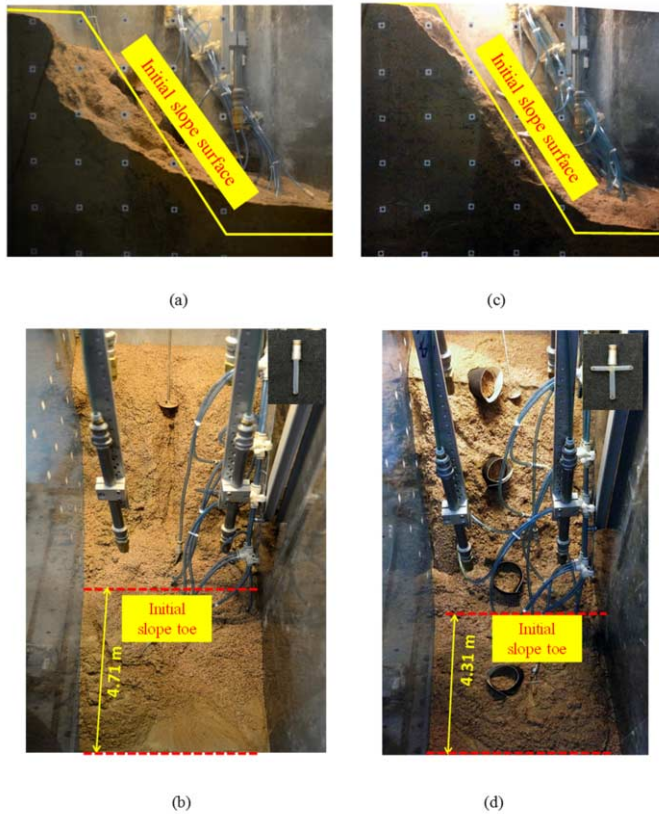 Initial slope surface
Initial slope surface
(a)
(c)
Initial
slope toe
4.71 m
Initial
slope toe
4.31 m
(b)
(d)